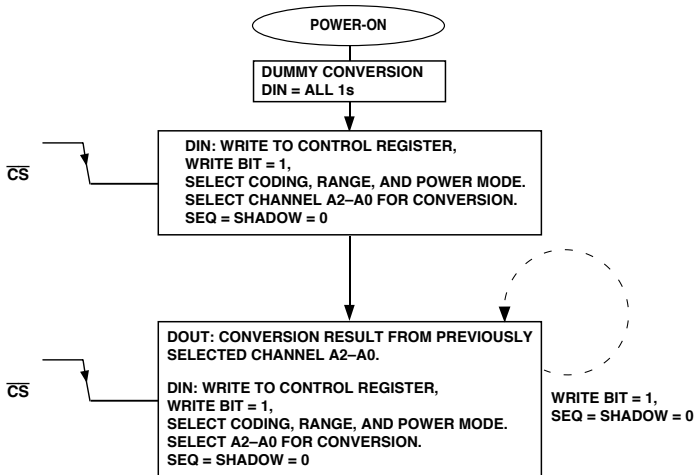 POWER-ON
DUMMY CONVERSION
DIN = ALL 1s
DIN: WRITE TO CONTROL REGISTER,
WRITE BIT = 1,
SELECT CODING, RANGE, AND POWER MODE.
SELECT CHANNEL A2–A0 FOR CONVERSION.
SEQ = SHADOW = 0
CS
DOUT: CONVERSION RESULT FROM PREVIOUSLY
SELECTED CHANNEL A2–A0.
DIN: WRITE TO CONTROL REGISTER,
WRITE BIT = 1,
SELECT CODING, RANGE, AND POWER MODE.
SELECT A2–A0 FOR CONVERSION.
SEQ = SHADOW = 0
CS
WRITE BIT = 1,
SEQ = SHADOW = 0